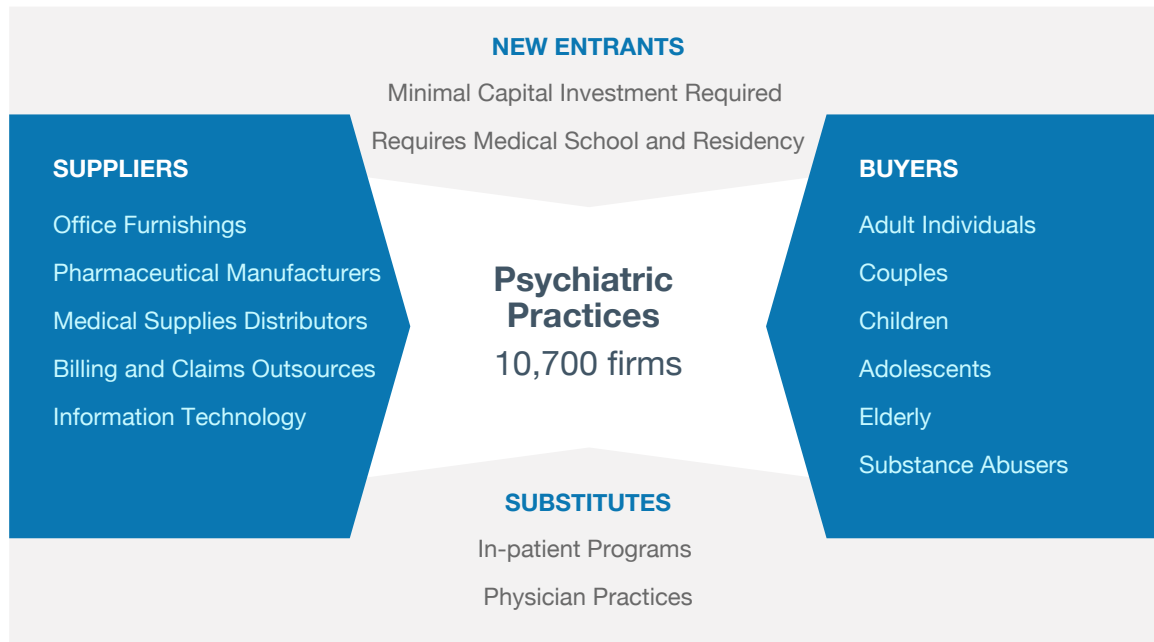 NEW ENTRANTS
Minimal Capital Investment Required
Requires Medical School and Residency
SUPPLIERS
Office Furnishings
Pharmaceutical Manufacturers
Medical Supplies Distributors
Billing and Claims Outsources
Information Technology
Psychiatric
Practices
10,700 firms
BUYERS
Adult Individuals
Couples
Children
Adolescents
Elderly
Substance Abusers
SUBSTITUTES
In-patient Programs
Physician Practices